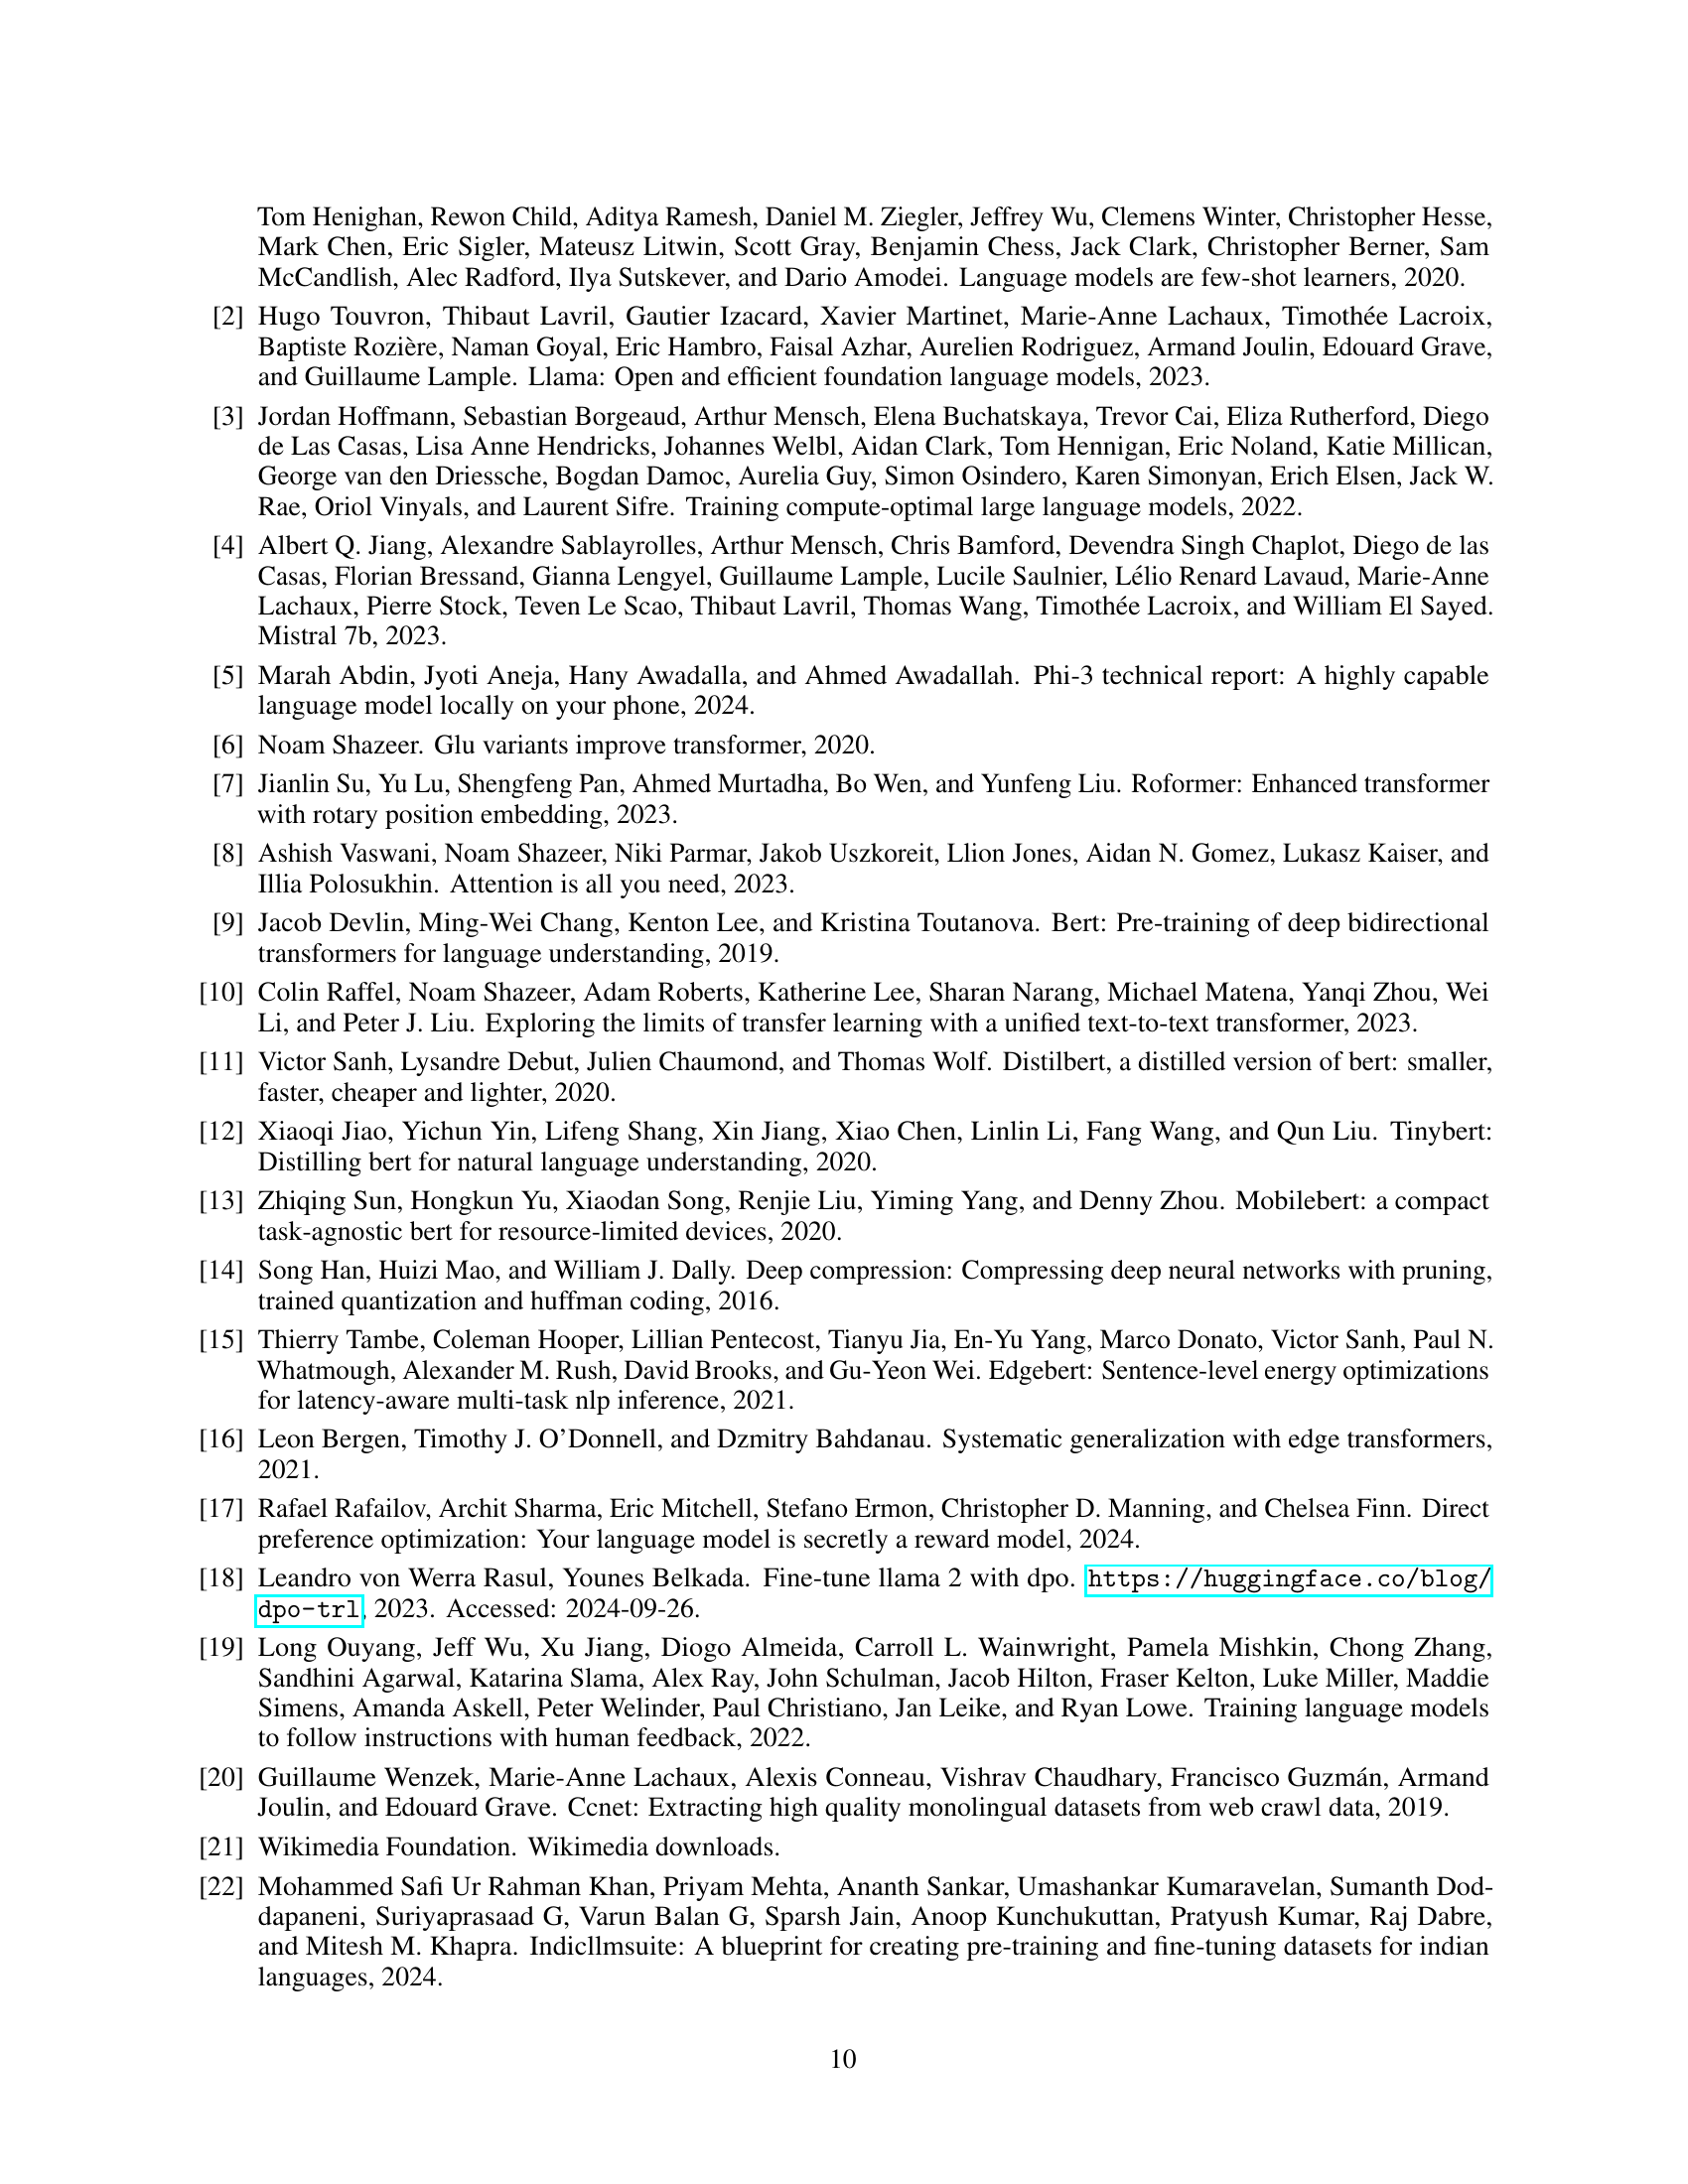 Tom Henighan, Rewon Child, Aditya Ramesh, Daniel M. Ziegler, Jeffrey Wu, Clemens Winter, Christopher Hesse,
Mark Chen, Eric Sigler, Mateusz Litwin, Scott Gray, Benjamin Chess, Jack Clark, Christopher Berner, Sam
McCandlish, Alec Radford, Ilya Sutskever, and Dario Amodei. Language models are few-shot learners, 2020.
[2] Hugo Touvron, Thibaut Lavril, Gautier Izacard, Xavier Martinet, Marie-Anne Lachaux, Timothée Lacroix,
Baptiste Rozière, Naman Goyal, Eric Hambro, Faisal Azhar, Aurelien Rodriguez, Armand Joulin, Edouard Grave,
and Guillaume Lample. Llama: Open and efficient foundation language models, 2023.
[3] Jordan Hoffmann, Sebastian Borgeaud, Arthur Mensch, Elena Buchatskaya, Trevor Cai, Eliza Rutherford, Diego
de Las Casas, Lisa Anne Hendricks, Johannes Welbl, Aidan Clark, Tom Hennigan, Eric Noland, Katie Millican,
George van den Driessche, Bogdan Damoc, Aurelia Guy, Simon Osindero, Karen Simonyan, Erich Elsen, Jack W.
Rae, Oriol Vinyals, and Laurent Sifre. Training compute-optimal large language models, 2022.
[4] Albert Q. Jiang, Alexandre Sablayrolles, Arthur Mensch, Chris Bamford, Devendra Singh Chaplot, Diego de las
Casas, Florian Bressand, Gianna Lengyel, Guillaume Lample, Lucile Saulnier, Lélio Renard Lavaud, Marie-Anne
Lachaux, Pierre Stock, Teven Le Scao, Thibaut Lavril, Thomas Wang, Timothée Lacroix, and William El Sayed.
Mistral 7b, 2023.
[5] Marah Abdin, Jyoti Aneja, Hany Awadalla, and Ahmed Awadallah. Phi-3 technical report: A highly capable
language model locally on your phone, 2024.
[6] Noam Shazeer. Glu variants improve transformer, 2020.
[7] Jianlin Su, Yu Lu, Shengfeng Pan, Ahmed Murtadha, Bo Wen, and Yunfeng Liu. Roformer: Enhanced transformer
with rotary position embedding, 2023.
[8] Ashish Vaswani, Noam Shazeer, Niki Parmar, Jakob Uszkoreit, Llion Jones, Aidan N. Gomez, Lukasz Kaiser, and
Illia Polosukhin. Attention is all you need, 2023.
[9] Jacob Devlin, Ming-Wei Chang, Kenton Lee, and Kristina Toutanova. Bert: Pre-training of deep bidirectional
transformers for language understanding, 2019.
[10] Colin Raffel, Noam Shazeer, Adam Roberts, Katherine Lee, Sharan Narang, Michael Matena, Yanqi Zhou, Wei
Li, and Peter J. Liu. Exploring the limits of transfer learning with a unified text-to-text transformer, 2023.
[11] Victor Sanh, Lysandre Debut, Julien Chaumond, and Thomas Wolf. Distilbert, a distilled version of bert: smaller,
faster, cheaper and lighter, 2020.
[12] Xiaoqi Jiao, Yichun Yin, Lifeng Shang, Xin Jiang, Xiao Chen, Linlin Li, Fang Wang, and Qun Liu. Tinybert:
Distilling bert for natural language understanding, 2020.
[13] Zhiqing Sun, Hongkun Yu, Xiaodan Song, Renjie Liu, Yiming Yang, and Denny Zhou. Mobilebert: a compact
task-agnostic bert for resource-limited devices, 2020.
[14] Song Han, Huizi Mao, and William J. Dally. Deep compression: Compressing deep neural networks with pruning,
trained quantization and huffman coding, 2016.
[15] Thierry Tambe, Coleman Hooper, Lillian Pentecost, Tianyu Jia, En-Yu Yang, Marco Donato, Victor Sanh, Paul N.
Whatmough, Alexander M. Rush, David Brooks, and Gu-Yeon Wei. Edgebert: Sentence-level energy optimizations
for latency-aware multi-task nlp inference, 2021.
[16] Leon Bergen, Timothy J. O’Donnell, and Dzmitry Bahdanau. Systematic generalization with edge transformers,
2021.
[17] Rafael Rafailov, Archit Sharma, Eric Mitchell, Stefano Ermon, Christopher D. Manning, and Chelsea Finn. Direct
preference optimization: Your language model is secretly a reward model, 2024.
[18] Leandro von Werra Rasul, Younes Belkada. Fine-tune llama 2 with dpo. https://huggingface.co/blog/
dpo-trl, 2023. Accessed: 2024-09-26.
[19] Long Ouyang, Jeff Wu, Xu Jiang, Diogo Almeida, Carroll L. Wainwright, Pamela Mishkin, Chong Zhang,
Sandhini Agarwal, Katarina Slama, Alex Ray, John Schulman, Jacob Hilton, Fraser Kelton, Luke Miller, Maddie
Simens, Amanda Askell, Peter Welinder, Paul Christiano, Jan Leike, and Ryan Lowe. Training language models
to follow instructions with human feedback, 2022.
[20] Guillaume Wenzek, Marie-Anne Lachaux, Alexis Conneau, Vishrav Chaudhary, Francisco Guzmán, Armand
Joulin, and Edouard Grave. Ccnet: Extracting high quality monolingual datasets from web crawl data, 2019.
[21] Wikimedia Foundation. Wikimedia downloads.
[22] Mohammed Safi Ur Rahman Khan, Priyam Mehta, Ananth Sankar, Umashankar Kumaravelan, Sumanth Dod-
dapaneni, Suriyaprasaad G, Varun Balan G, Sparsh Jain, Anoop Kunchukuttan, Pratyush Kumar, Raj Dabre,
and Mitesh M. Khapra. Indicllmsuite: A blueprint for creating pre-training and fine-tuning datasets for indian
languages, 2024.
10